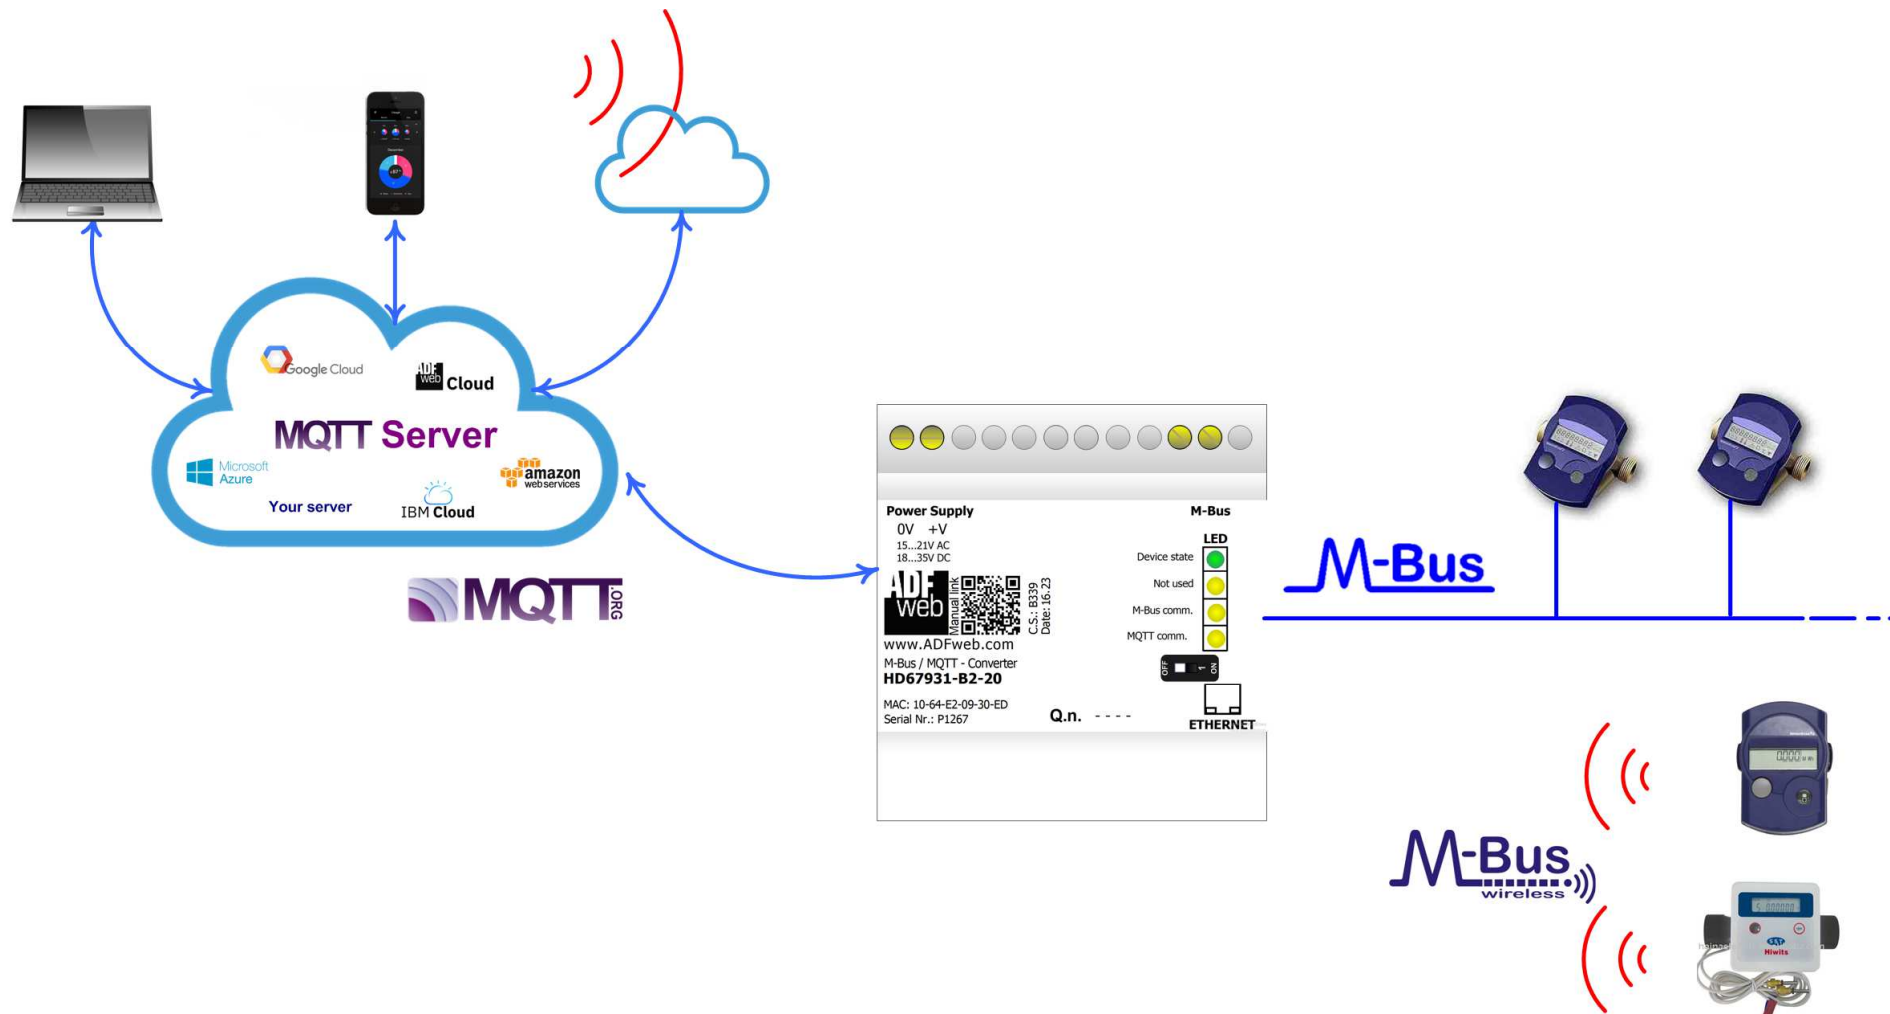 Google Cloud
ADF
web Cloud
MQTT Server
Microsoft
Azure
amazon
webservices
Your server
IBM Cloud
MQTT
.ORG
Power Supply
M-Bus
0V +V
15...21V AC
18...35V DC
LED
Device state
Not used
M-Bus comm.
MQTT comm.
ADF
web
Manual link
C.S.: B339
Date: 16.23
www.ADFweb.com
M-Bus / MQTT - Converter
HD67931-B2-20
OFF
1
ON
MAC: 10-64-E2-09-30-ED
Serial Nr.: P1267
Q.n. - - - -
ETHERNET
M-Bus
M-Bus
wireless
Hiwits